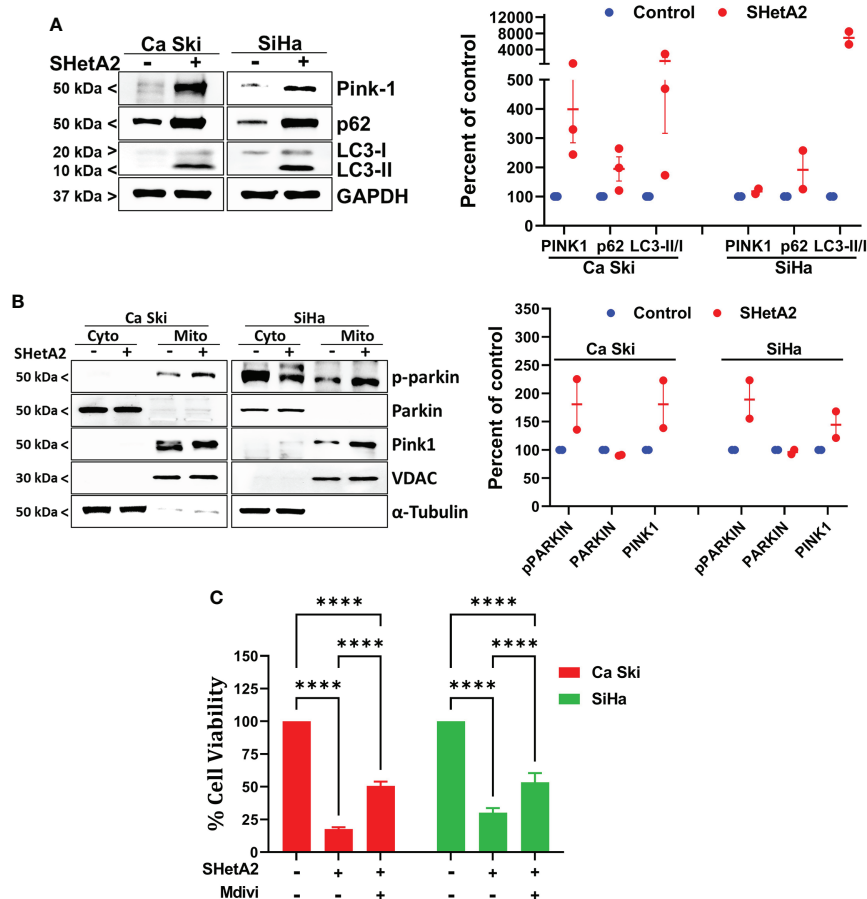 A
Ca Ski SiHa
SHetA2 - + - +
50 kDa < Pink-1
50 kDa < p62
20 kDa > LC3-I
10 kDa < LC3-II
37 kDa > GAPDH
Control SHetA2
Percent of control
12000
8000
4000
500
400
300
200
100
0
PINK1 p62 LC3-II/I PINK1 p62 LC3-II/I
Ca Ski SiHa
B
Ca Ski SiHa
Cyto Mito Cyto Mito
SHetA2 - + - + - + - +
50 kDa < p-parkin
50 kDa < Parkin
50 kDa < Pink1
30 kDa < VDAC
50 kDa < α-Tubulin
Control SHetA2
Percent of control
350
300
250
200
150
100
50
0
Ca Ski SiHa
pPARKIN PARKIN PINK1 pPARKIN PARKIN PINK1
C
**** ****
**** ****
**** ****
% Cell Viability
150
125
100
75
50
25
0
Ca Ski
SiHa
SHetA2 - + + - + +
Mdivi - - + - - +